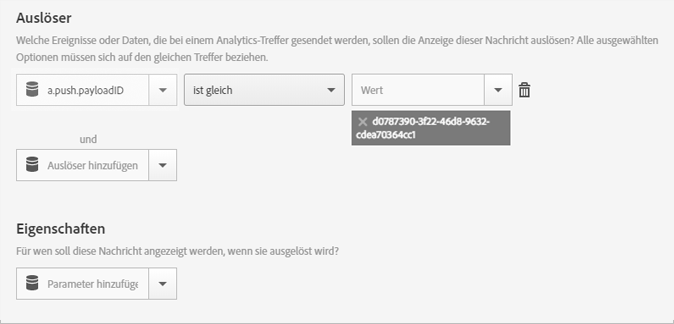 Auslöser
Welche Ereignisse oder Daten, die bei einem Analytics-Treffer gesendet werden, sollen die Anzeige dieser Nachricht auslösen? Alle ausgewählten
Optionen müssen sich auf den gleichen Treffer beziehen.
a.push.payloadID ist gleich Wert
d0787390-3f22-46d8-9632-
cdea70364cc1
und
Auslöser hinzufügen
Eigenschaften
Für wen soll diese Nachricht angezeigt werden, wenn sie ausgelöst wird?
Parameter hinzufüge